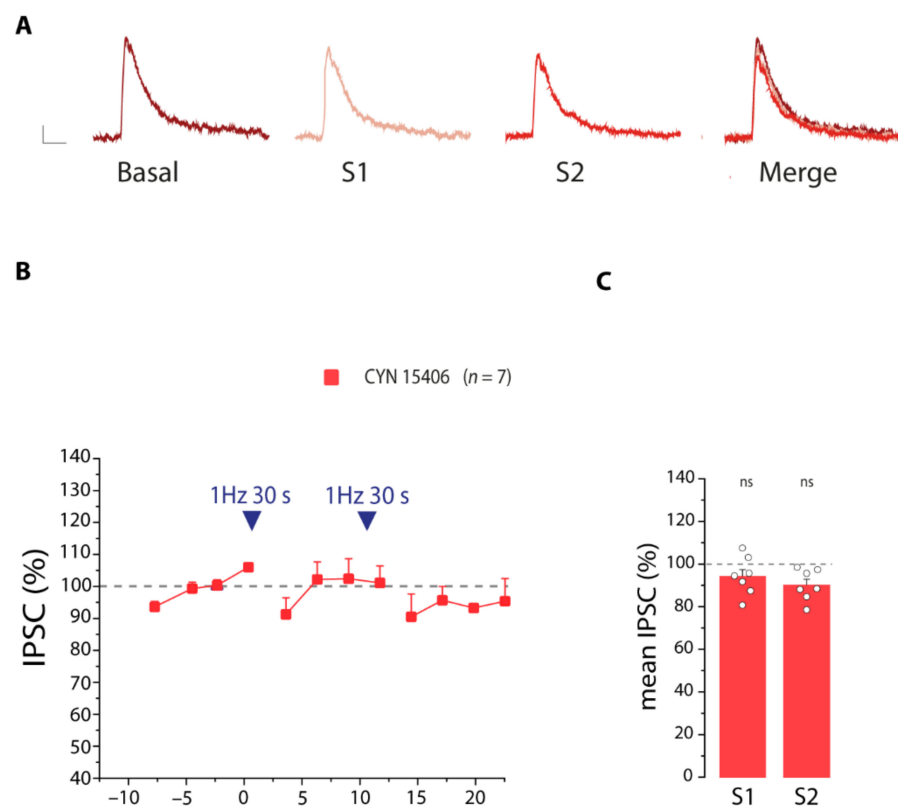 A
Basal
S1
S2
Merge
B
C
CYN 15406 (n = 7)
140
130
120
110
100
90
80
70
60
50
40
IPSC (%)
1Hz 30 s
1Hz 30 s
–10
–5
0
5
10
15
20
140
120
100
80
60
40
20
0
mean IPSC (%)
ns
ns
S1
S2